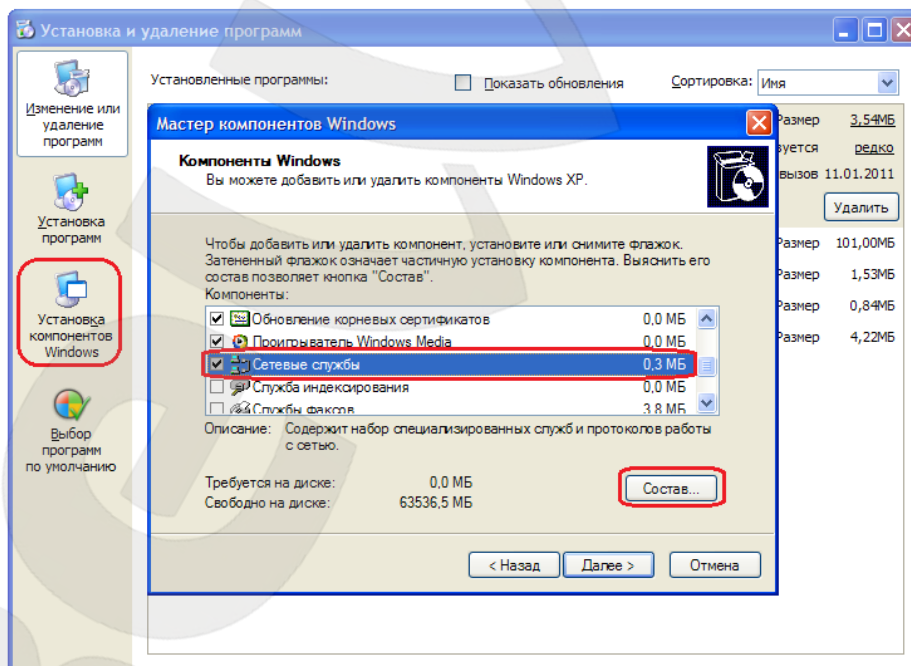 Установка и удаление программ
Изменение или
удаление
программ
Установка
программ
Установка
компонентов
Windows
Выбор
программ
по умолчанию
Установленные программы:
Показать обновления
Сортировка: Имя
Мастер компонентов Windows
Компоненты Windows
Вы можете добавить или удалить компоненты Windows XP.
Чтобы добавить или удалить компонент, установите или снимите флажок.
Затененный флажок означает частичную установку компонента. Выяснить его
состав позволяет кнопка "Состав".
Компоненты:
Обновление корневых сертификатов 0,0 МБ
Проигрыватель Windows Media 0,0 МБ
Сетевые службы 0,3 МБ
Служба индексирования 0,0 МБ
Службы факсов 3,8 МБ
Описание: Содержит набор специализированных служб и протоколов работы
с сетью.
Требуется на диске: 0,0 МБ
Свободно на диске: 63536,5 МБ
Состав...
< Назад Далее > Отмена
Размер 3,54МБ
редко
вызов 11.01.2011
Удалить
Размер 101,00МБ
Размер 1,53МБ
Размер 0,84МБ
Размер 4,22МБ